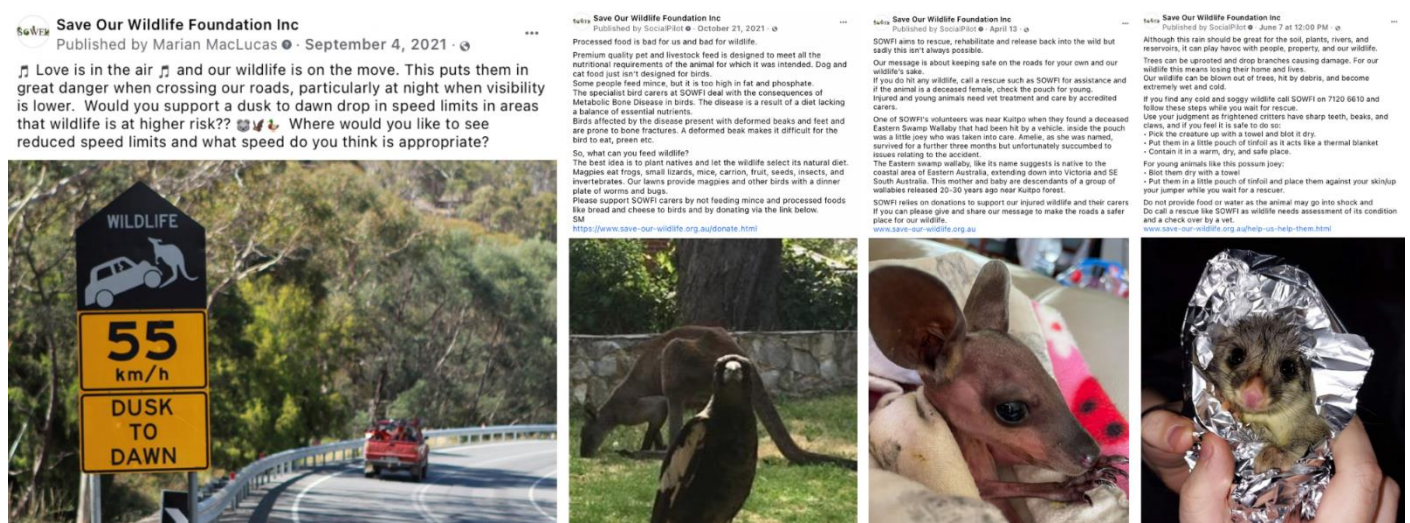 Save Our Wildlife Foundation Inc
Published by Marian MacLucas · September 4, 2021 ·
🎵 Love is in the air 🎵 and our wildlife is on the move. This puts them in
great danger when crossing our roads, particularly at night when visibility
is lower. Would you support a dusk to dawn drop in speed limits in areas
that wildlife is at higher risk?? 🐨🦅🦆 Where would you like to see
reduced speed limits and what speed do you think is appropriate?
WILDLIFE
55
km/h
DUSK
TO
DAWN
Save Our Wildlife Foundation Inc
Published by SocialPilot · October 21, 2021 ·
Processed food is bad for us and bad for wildlife.
Premium quality pet and livestock feed is designed to meet all the
nutritional requirements of the animal for which it was intended. Dog and
cat food just isn't designed for birds.
Some people feed mince, but it is too high in fat and phosphate.
The specialist bird carers at SOWFI deal with the consequences of
Metabolic Bone Disease in birds. The disease is a result of a diet lacking
a balance of essential nutrients.
Birds affected by the disease present with deformed beaks and feet and
are prone to bone fractures. A deformed beak makes it difficult for the
bird to eat, preen etc.
So, what can you feed wildlife?
The best idea is to plant natives and let the wildlife select its natural diet.
Magpies eat frogs, small lizards, mice, carrion, fruit, seeds, insects, and
invertebrates. Our lawns provide magpies and other birds with a dinner
plate of worms and bugs.
Please support SOWFI carers by not feeding mince and processed foods
like bread and cheese to birds and by donating via the link below.
SM
https://www.save-our-wildlife.org.au/donate.html
Save Our Wildlife Foundation Inc
Published by SocialPilot · April 13 ·
SOWFI aims to rescue, rehabilitate and release back into the wild but
sadly this isn't always possible.
Our message is about keeping safe on the roads for your own and our
wildlife's sake.
If you do hit any wildlife, call a rescue such as SOWFI for assistance and
if the animal is a deceased female, check the pouch for young.
Injured and young animals need vet treatment and care by accredited
carers.
One of SOWFI's volunteers was near Kuitpo when they found a deceased
Eastern Swamp Wallaby that had been hit by a vehicle. inside the pouch
was a little joey who was taken into care. Amelie, as she was named,
survived for a further three months but unfortunately succumbed to
issues relating to the accident.
The Eastern swamp wallaby, like its name suggests is native to the
coastal area of Eastern Australia, extending down into Victoria and SE
South Australia. This mother and baby are descendants of a group of
wallabies released 20-30 years ago near Kuitpo forest.
SOWFI relies on donations to support our injured wildlife and their carers
If you can please give and share our message to make the roads a safer
place for our wildlife.
www.save-our-wildlife.org.au
Save Our Wildlife Foundation Inc
Published by SocialPilot · June 7 at 12:00 PM ·
Although this rain should be great for the soil, plants, rivers, and
reservoirs, it can play havoc with people, property, and our wildlife.
Trees can be uprooted and drop branches causing damage. For our
wildlife this means losing their home and lives.
Our wildlife can be blown out of trees, hit by debris, and become
extremely wet and cold.
If you find any cold and soggy wildlife call SOWFI on 7120 6610 and
follow these steps while you wait for rescue.
Use your judgment as frightened critters have sharp teeth, beaks, and
claws, and if you feel it is safe to do so:
- Pick the creature up with a towel and blot it dry.
- Put them in a little pouch of tinfoil as it acts like a thermal blanket
- Contain it in a warm, dry, and safe place.
For young animals like this possum joey:
- Blot them dry with a towel
- Put them in a little pouch of tinfoil and place them against your skin/up
your jumper while you wait for a rescuer.
Do not provide food or water as the animal may go into shock and
Do call a rescue like SOWFI as wildlife needs assessment of its condition
and a check over by a vet.
www.save-our-wildlife.org.au/help-us-help-them.html